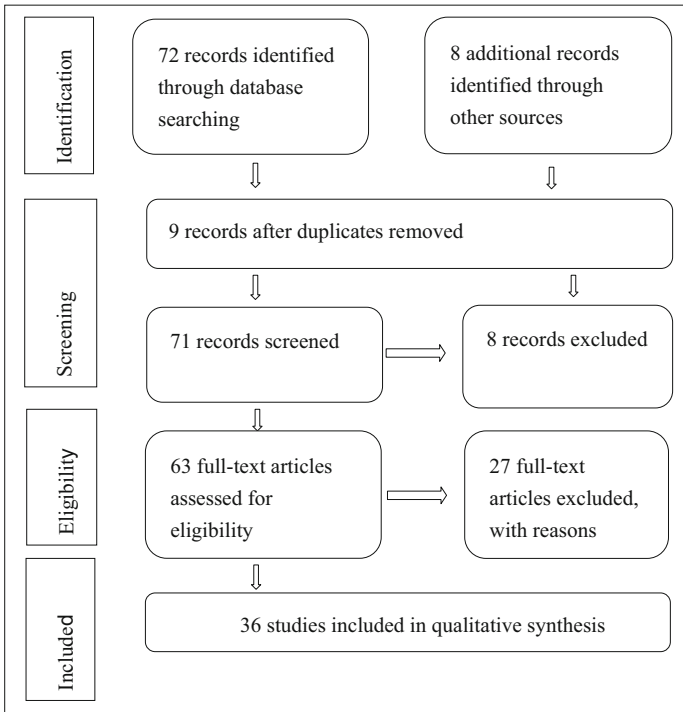 Identification
72 records identified
through database
searching
8 additional records
identified through
other sources
Screening
9 records after duplicates removed
71 records screened
8 records excluded
Eligibility
63 full-text articles
assessed for
eligibility
27 full-text
articles excluded,
with reasons
Included
36 studies included in qualitative synthesis